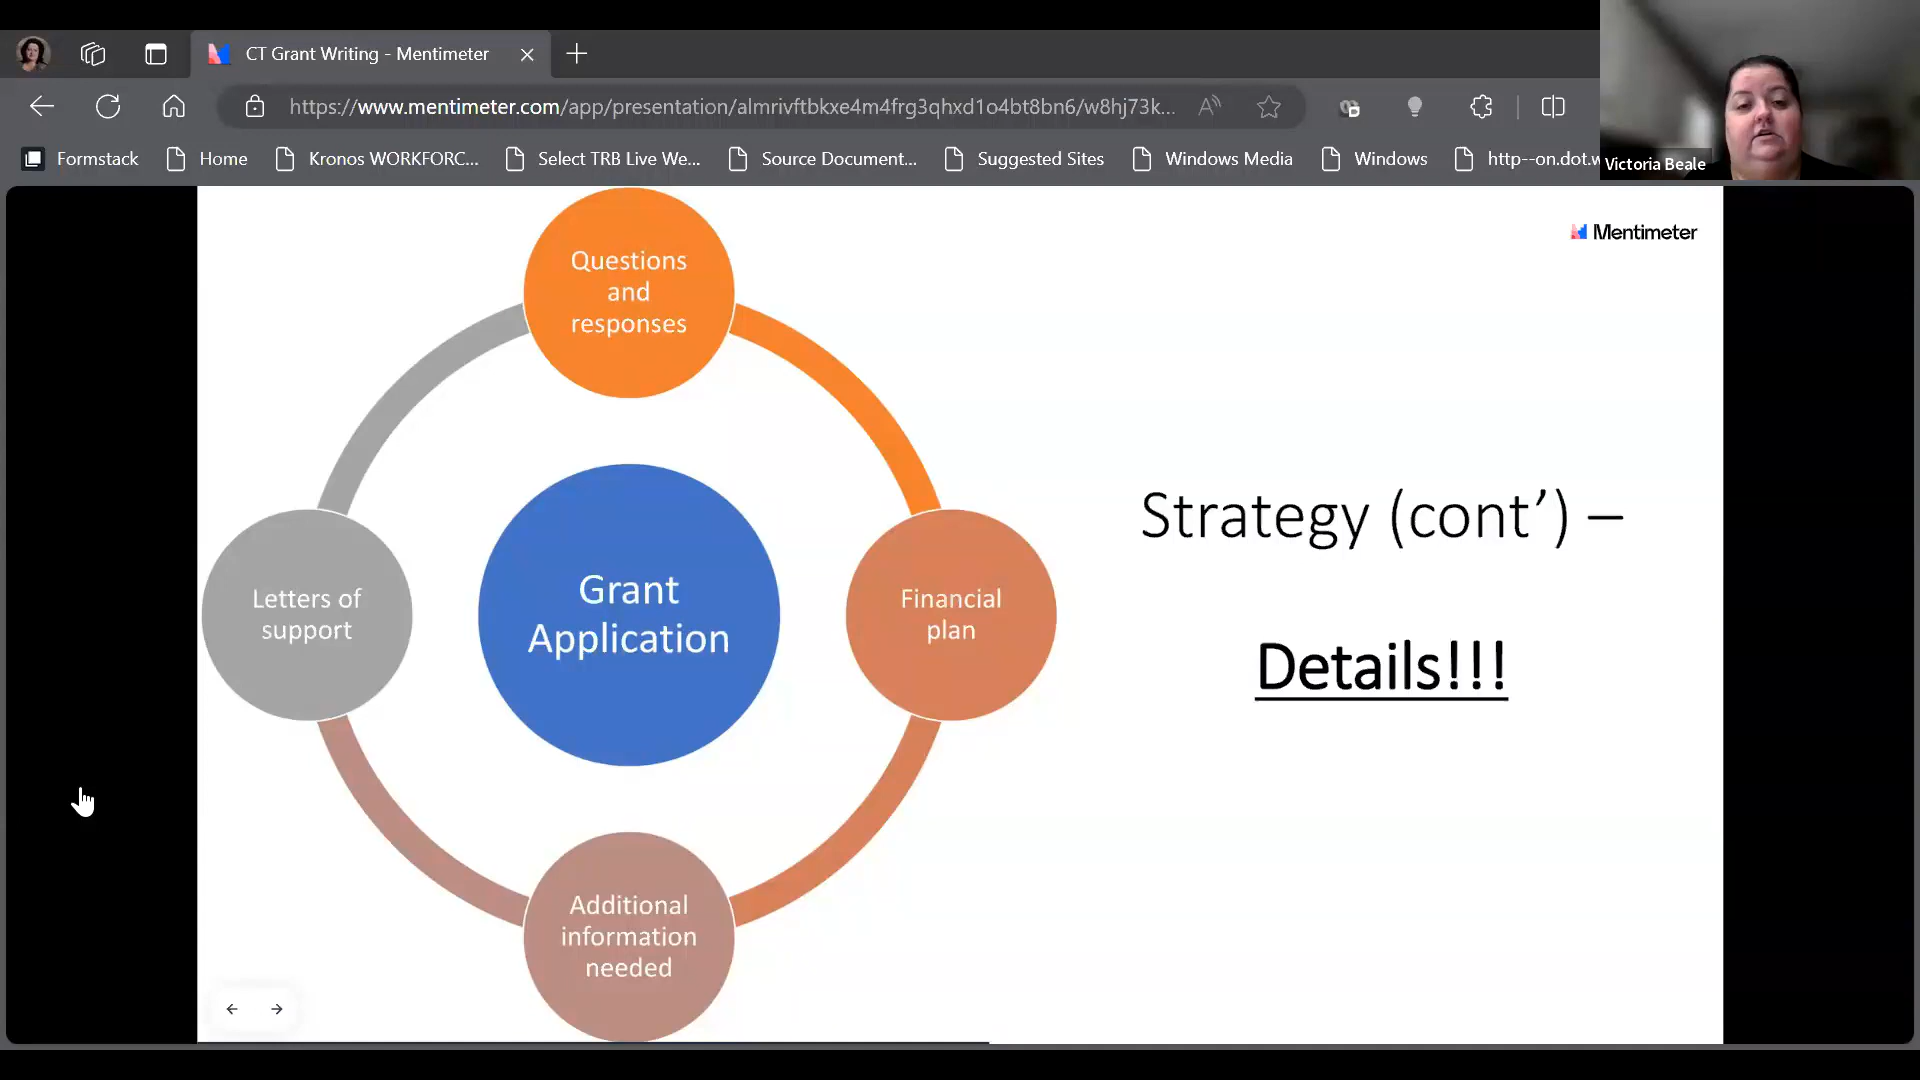 CT Grant Writing - Mentimeter
https://www.mentimeter.com/app/presentation/almrivftbkxe4m4frg3qhxd1o4bt8bn6/w8hj73k...
Formstack
Home
Kronos WORKFORC...
Select TRB Live We...
Source Document...
Suggested Sites
Windows Media
Windows
http--on.dot.w
Victoria Beale
Mentimeter
Questions
and
responses
Letters of
support
Grant
Application
Financial
plan
Additional
information
needed
Strategy (cont’) –
Details!!!